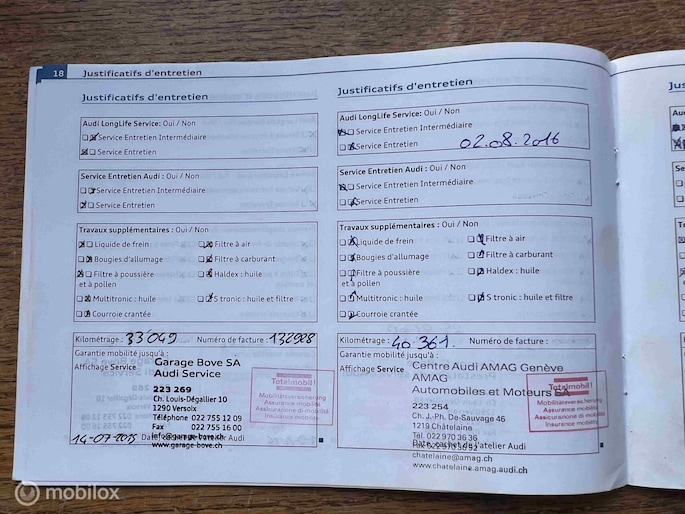 18 Justificatifs d'entretien
Justificatifs d'entretien
Audi LongLife Service: Oui / Non
Service Entretien Intermédiaire
Service Entretien
Service Entretien Audi : Oui / Non
Service Entretien Intermédiaire
Service Entretien
Travaux supplémentaires : Oui / Non
Liquide de frein
Filtre à air
Bougies d'allumage
Filtre à carburant
Filtre à poussière
et à pollen
Haldex : huile
Multitronic : huile
S tronic : huile et filtre
Courroie crantée
Kilométrage : 33'049 Numéro de facture : 132928
Garantie mobilité jusqu'à :
Affichage Service
Garage Bove SA
Audi Service
223 269
Ch. Louis-Dégallier 10
1290 Versoix
Téléphone 022 755 12 09
Fax 022 755 16 00
info@garage-bove.ch
www.garage-bove.ch
14-07-2015
Totalmobil!
Mobilitätsversicherung
Assurance mobilité
Assicurazione di mobilità
Insurance mobility
Justificatifs d'entretien
Audi LongLife Service: Oui / Non
Service Entretien Intermédiaire
Service Entretien
02.08.2016
Service Entretien Audi : Oui / Non
Service Entretien Intermédiaire
Service Entretien
Travaux supplémentaires : Oui / Non
Liquide de frein
Filtre à air
Bougies d'allumage
Filtre à carburant
Filtre à poussière
et à pollen
Haldex : huile
Multitronic : huile
S tronic : huile et filtre
Courroie crantée
Kilométrage : 40 361. Numéro de facture :
Garantie mobilité jusqu'à :
Affichage Service
Centre Audi AMAG Genève
AMAG
Automobiles et Moteurs SA
223 254
Ch. J.-Ph. De-Sauvage 46
1219 Châtelaine
Tél. 022 970 36 36
Date/cachet de l'atelier Audi
chatelaine@amag.ch
www.chatelaine.amag.audi.ch
Totalmobil!
Mobilitätsversicherung
Assurance mobilité
Assicurazione di mobilità
Insurance mobility
mobilox